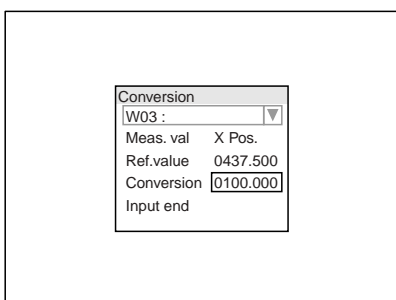 Conversion
W03 :
Meas. val X Pos.
Ref.value 0437.500
Conversion 0100.000
Input end